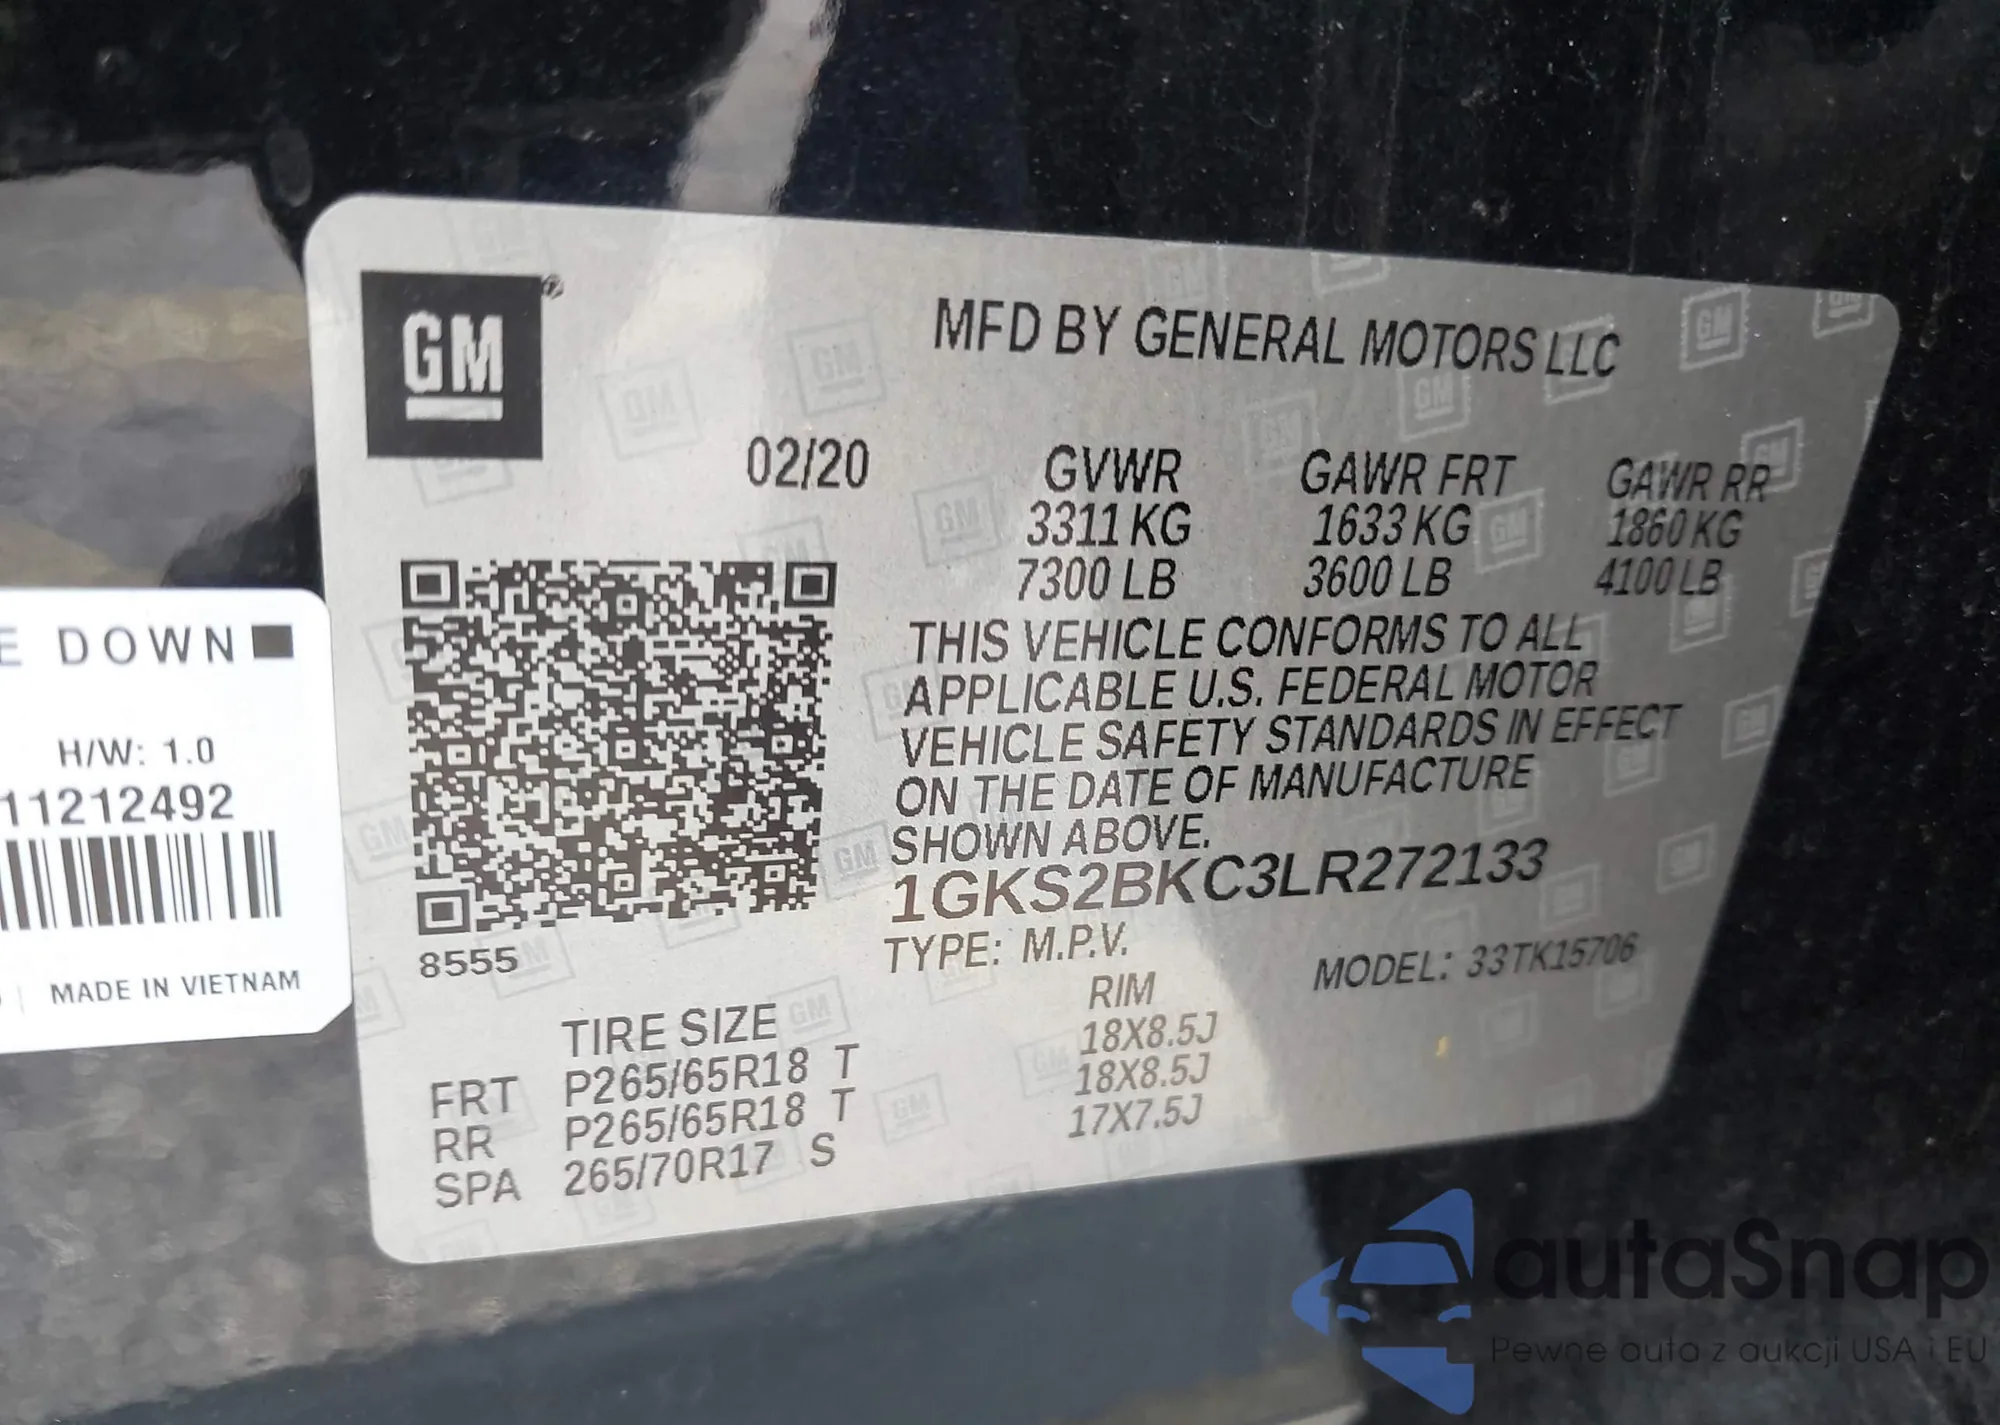 GM®
MFD BY GENERAL MOTORS LLC
02/20
GVWR GAWR FRT GAWR RR
3311 KG 1633 KG 1860 KG
7300 LB 3600 LB 4100 LB
THIS VEHICLE CONFORMS TO ALL
APPLICABLE U.S. FEDERAL MOTOR
VEHICLE SAFETY STANDARDS IN EFFECT
ON THE DATE OF MANUFACTURE
SHOWN ABOVE.
1GKS2BKC3LR272133
TYPE: M.P.V. MODEL: 33TK15706
8555
TIRE SIZE RIM
FRT P265/65R18 T 18X8.5J
RR P265/65R18 T 18X8.5J
SPA 265/70R17 S 17X7.5J
E DOWN
H/W: 1.0
11212492
MADE IN VIETNAM
autaSnap
Pewne auta z aukcji USA i EU